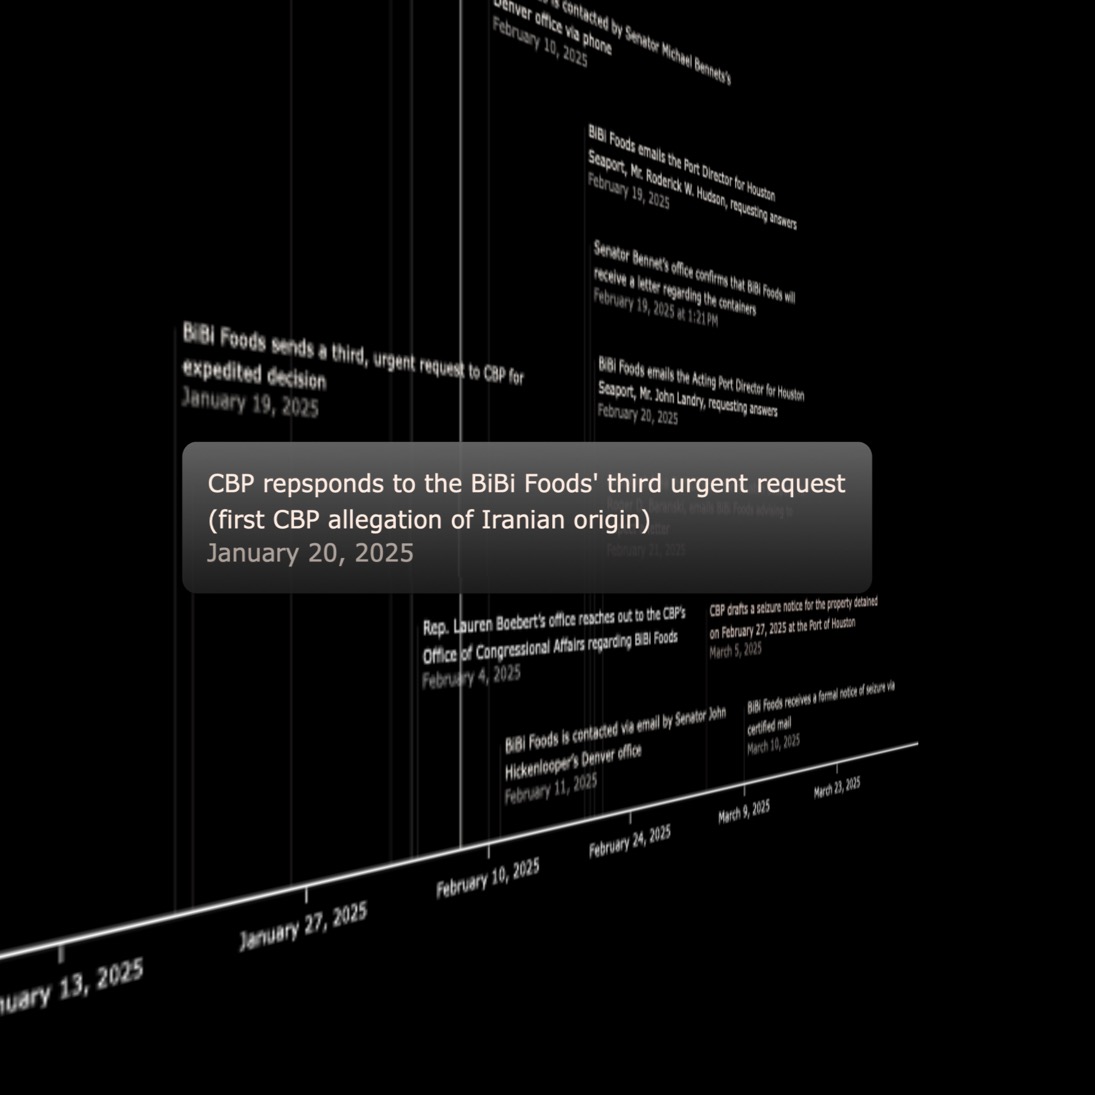 is contacted by Senator Michael Bennet's
Denver office via phone
February 10, 2025
BiBi Foods emails the Port Director for Houston
Seaport, Mr. Roderick W. Hudson, requesting answers
February 19, 2025
Senator Bennet's office confirms that BiBi Foods will
receive a letter regarding the containers
February 19, 2025 at 1:21 PM
BiBi Foods sends a third, urgent request to CBP for
expedited decision
January 19, 2025
BiBi Foods emails the Acting Port Director for Houston
Seaport, Mr. John Landry, requesting answers
February 20, 2025
CBP repsponds to the BiBi Foods' third urgent request
(first CBP allegation of Iranian origin)
January 20, 2025
emails BiBi Foods
February 21, 2025
Rep. Lauren Boebert's office reaches out to the CBP's
Office of Congressional Affairs regarding BiBi Foods
February 4, 2025
CBP drafts a seizure notice for the property detained
on February 27, 2025 at the Port of Houston
March 5, 2025
BiBi Foods is contacted via email by Senator John
Hickenlooper's Denver office
February 11, 2025
BiBi Foods receives a formal notice of seizure via
certified mail
March 10, 2025
nuary 13, 2025
January 27, 2025
February 10, 2025
February 24, 2025
March 9, 2025
March 23, 2025